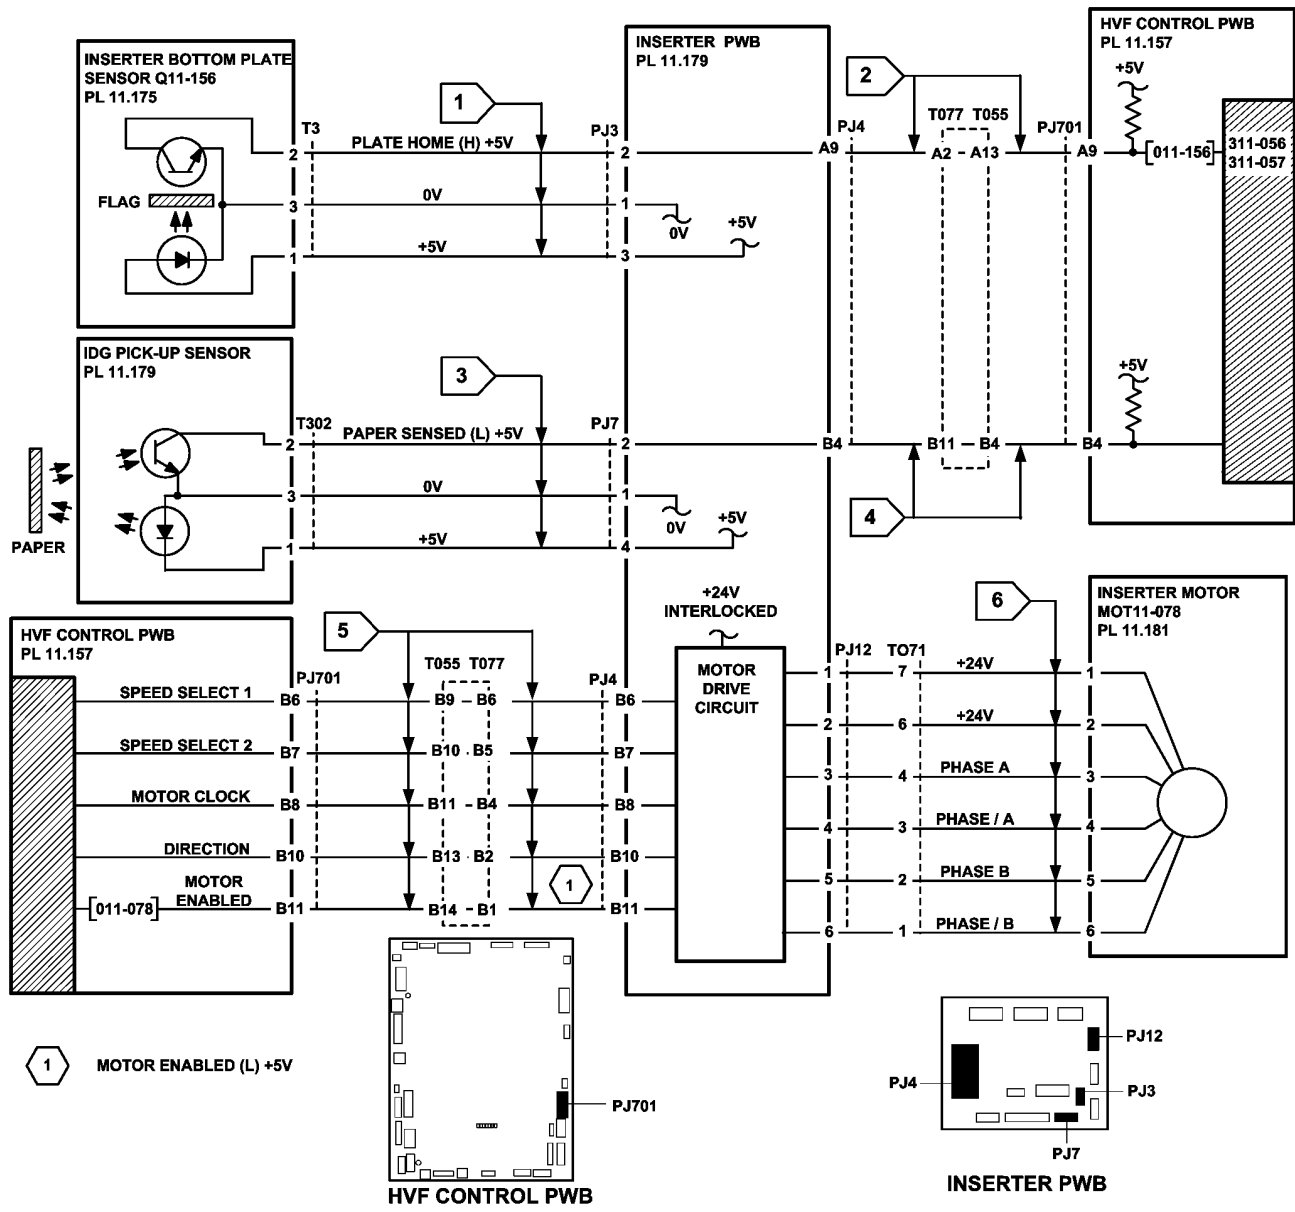 INSERTER BOTTOM PLATE
SENSOR Q11-156
PL 11.175
FLAG
T3
2
3
1
1
PLATE HOME (H) +5V
0V
+5V
PJ3
2
1
3
INSERTER PWB
PL 11.179
0V
+5V
A9
PJ4
2
T077 T055
A2 A13
PJ701
A9
HVF CONTROL PWB
PL 11.157
+5V
011-156
311-056
311-057
IDG PICK-UP SENSOR
PL 11.179
PAPER
T302
2
3
1
3
PAPER SENSED (L) +5V
0V
+5V
PJ7
2
1
4
0V
+5V
B4
B11 B4
B4
4
+5V
HVF CONTROL PWB
PL 11.157
5
PJ701
T055 T077
PJ4
SPEED SELECT 1
B6
B9 B6
B6
SPEED SELECT 2
B7
B10 B5
B7
MOTOR CLOCK
B8
B11 B4
B8
DIRECTION
B10
B13 B2
B10
MOTOR
ENABLED
011-078
B11
B14 B1
1
B11
+24V
INTERLOCKED
MOTOR
DRIVE
CIRCUIT
PJ12
TO71
6
INSERTER MOTOR
MOT11-078
PL 11.181
1 7 +24V 1
2 6 +24V 2
3 4 PHASE A 3
4 3 PHASE / A 4
5 2 PHASE B 5
6 1 PHASE / B 6
1 MOTOR ENABLED (L) +5V
PJ701
HVF CONTROL PWB
PJ12
PJ4
PJ3
PJ7
INSERTER PWB